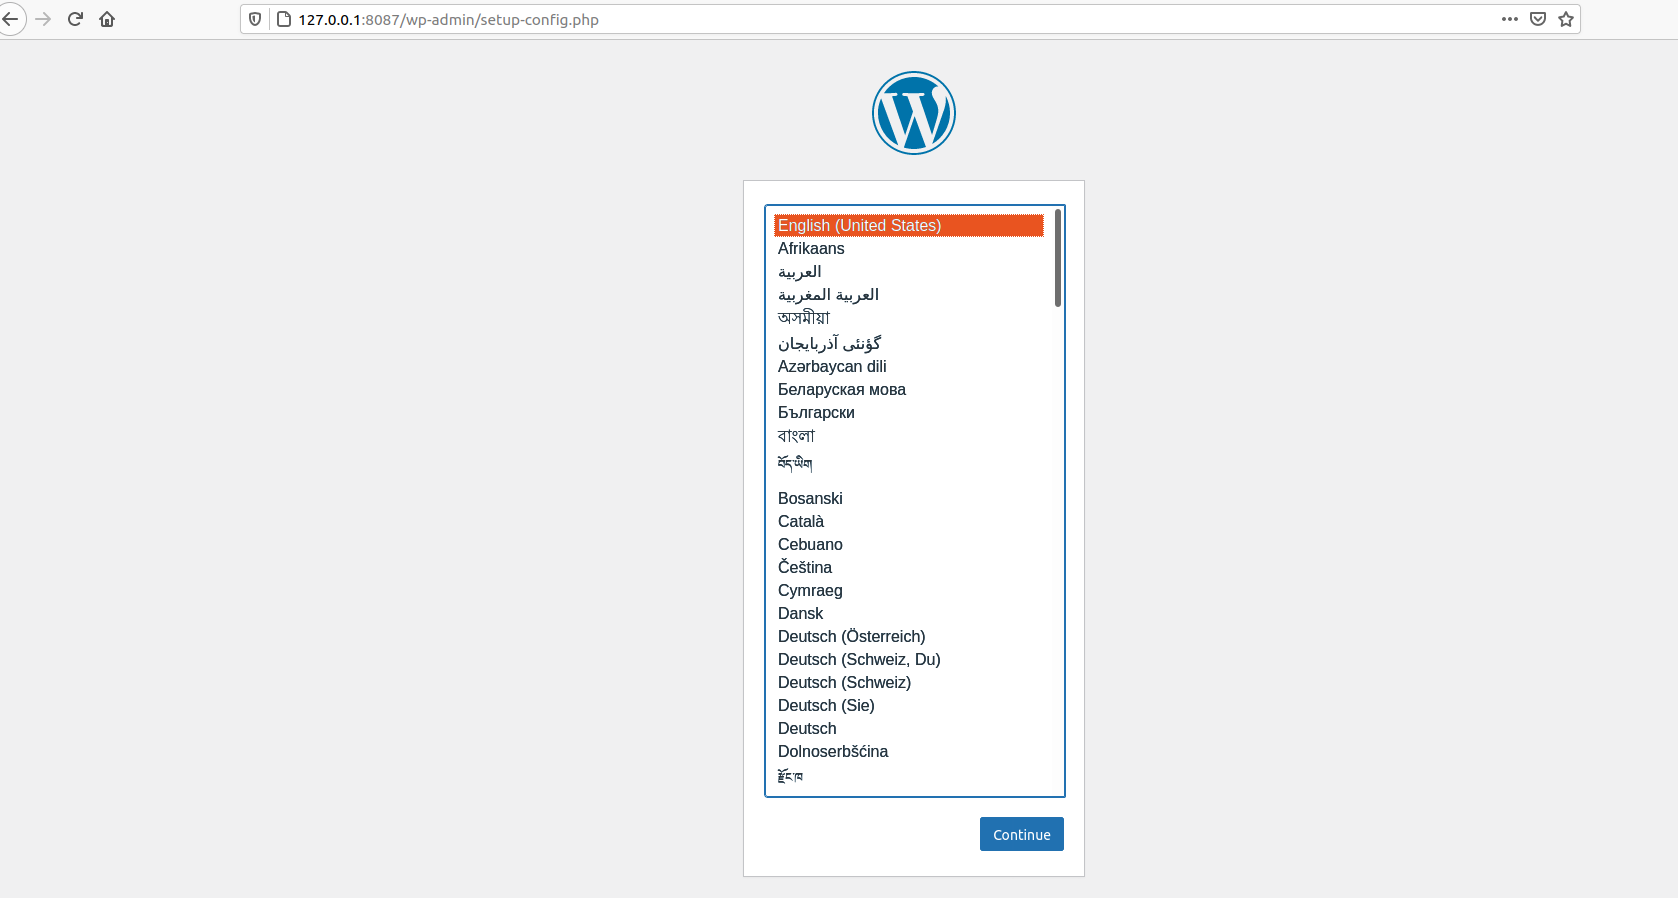 127.0.0.1:8087/wp-admin/setup-config.php
English (United States)
Afrikaans
العربية
العربية المغربية
অসমীয়া
گؤنئی آذربایجان
Azərbaycan dili
Беларуская мова
Български
বাংলা
བོད་ཡིག
Bosanski
Català
Cebuano
Čeština
Cymraeg
Dansk
Deutsch (Österreich)
Deutsch (Schweiz, Du)
Deutsch (Schweiz)
Deutsch (Sie)
Deutsch
Dolnoserbšćina
རྫོང་ཁ
Continue